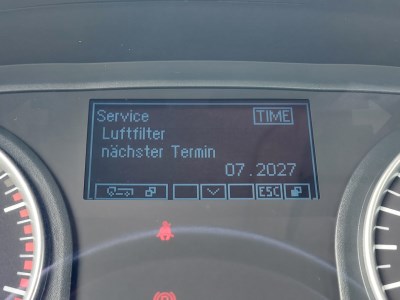 Service TIME
Luftfilter
nächster Termin
07.2027
ESC